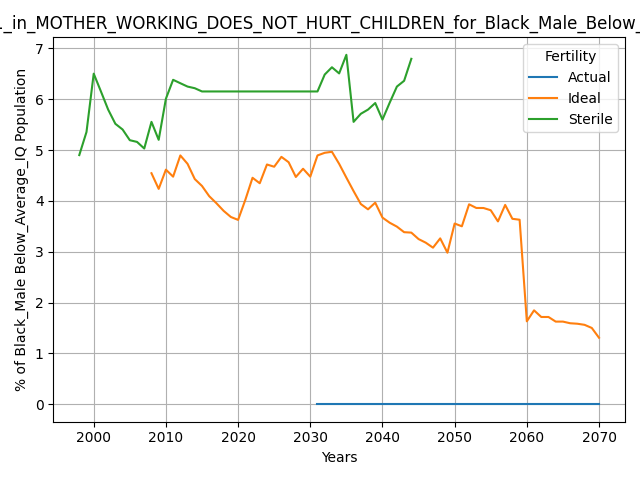 _in_MOTHER_WORKING_DOES_NOT_HURT_CHILDREN_for_Black_Male_Below_
Fertility
Actual
Ideal
Sterile
% of Black_Male Below_Average_IQ Population
7
6
5
4
3
2
1
0
2000 2010 2020 2030 2040 2050 2060 2070
Years